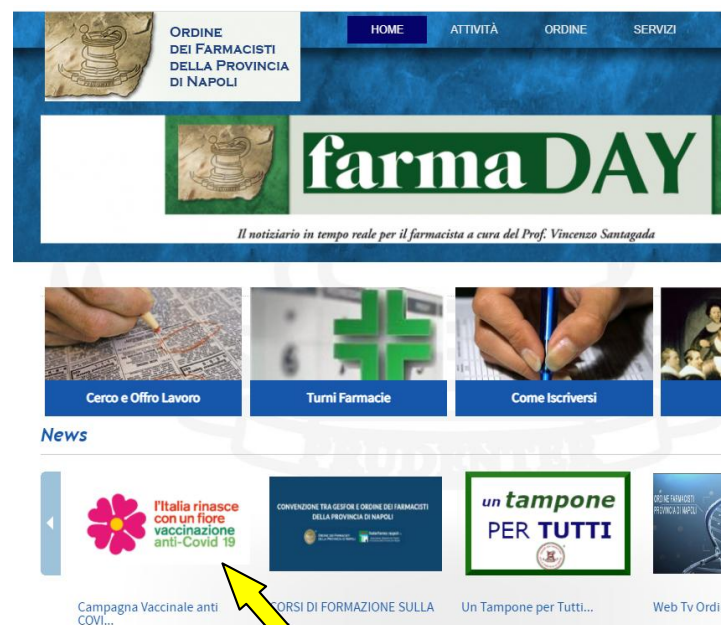 ORDINE
DEI FARMACISTI
DELLA PROVINCIA
DI NAPOLI
HOME
ATTIVITÀ
ORDINE
SERVIZI
farmaDAY
Il notiziario in tempo reale per il farmacista a cura del Prof. Vincenzo Santagada
Cerco e Offro Lavoro
Turni Farmacie
Come Iscriversi
News
PRUDENTER
l'Italia rinasce
con un fiore
vaccinazione
anti-Covid 19
CONVENZIONE TRA GESFOR E ORDINE DEI FARMACISTI
DELLA PROVINCIA DI NAPOLI
un tampone
PER TUTTI
ORDINE FARMACISTI
PROVINCIA DI NAPOLI
Campagna Vaccinale anti
COVI...
CORSI DI FORMAZIONE SULLA
Un Tampone per Tutti...
Web Tv Ordi